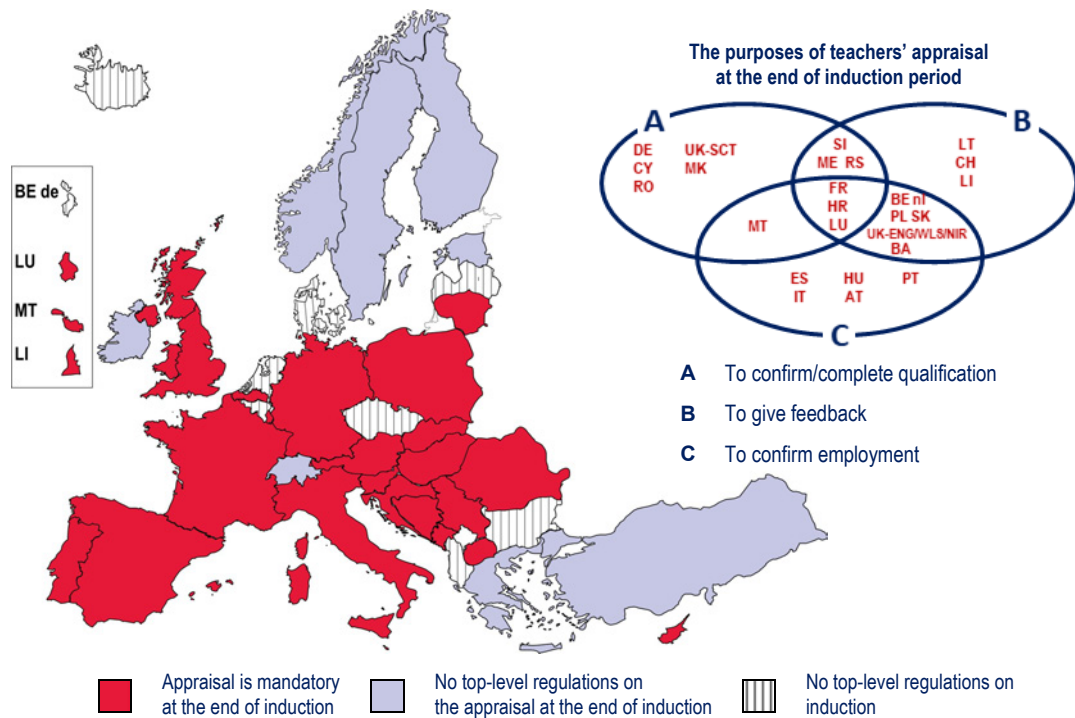 The purposes of teachers' appraisal
at the end of induction period
A
B
DE UK-SCT
CY MK
RO
SI
ME RS
LT
CH
LI
FR
HR
LU
BE nl
PL SK
UK-ENG/WLS/NIR
BA
MT
ES HU PT
IT AT
C
A To confirm/complete qualification
B To give feedback
C To confirm employment
BE de
LU
MT
LI
Appraisal is mandatory
at the end of induction
No top-level regulations on
the appraisal at the end of induction
No top-level regulations on
induction